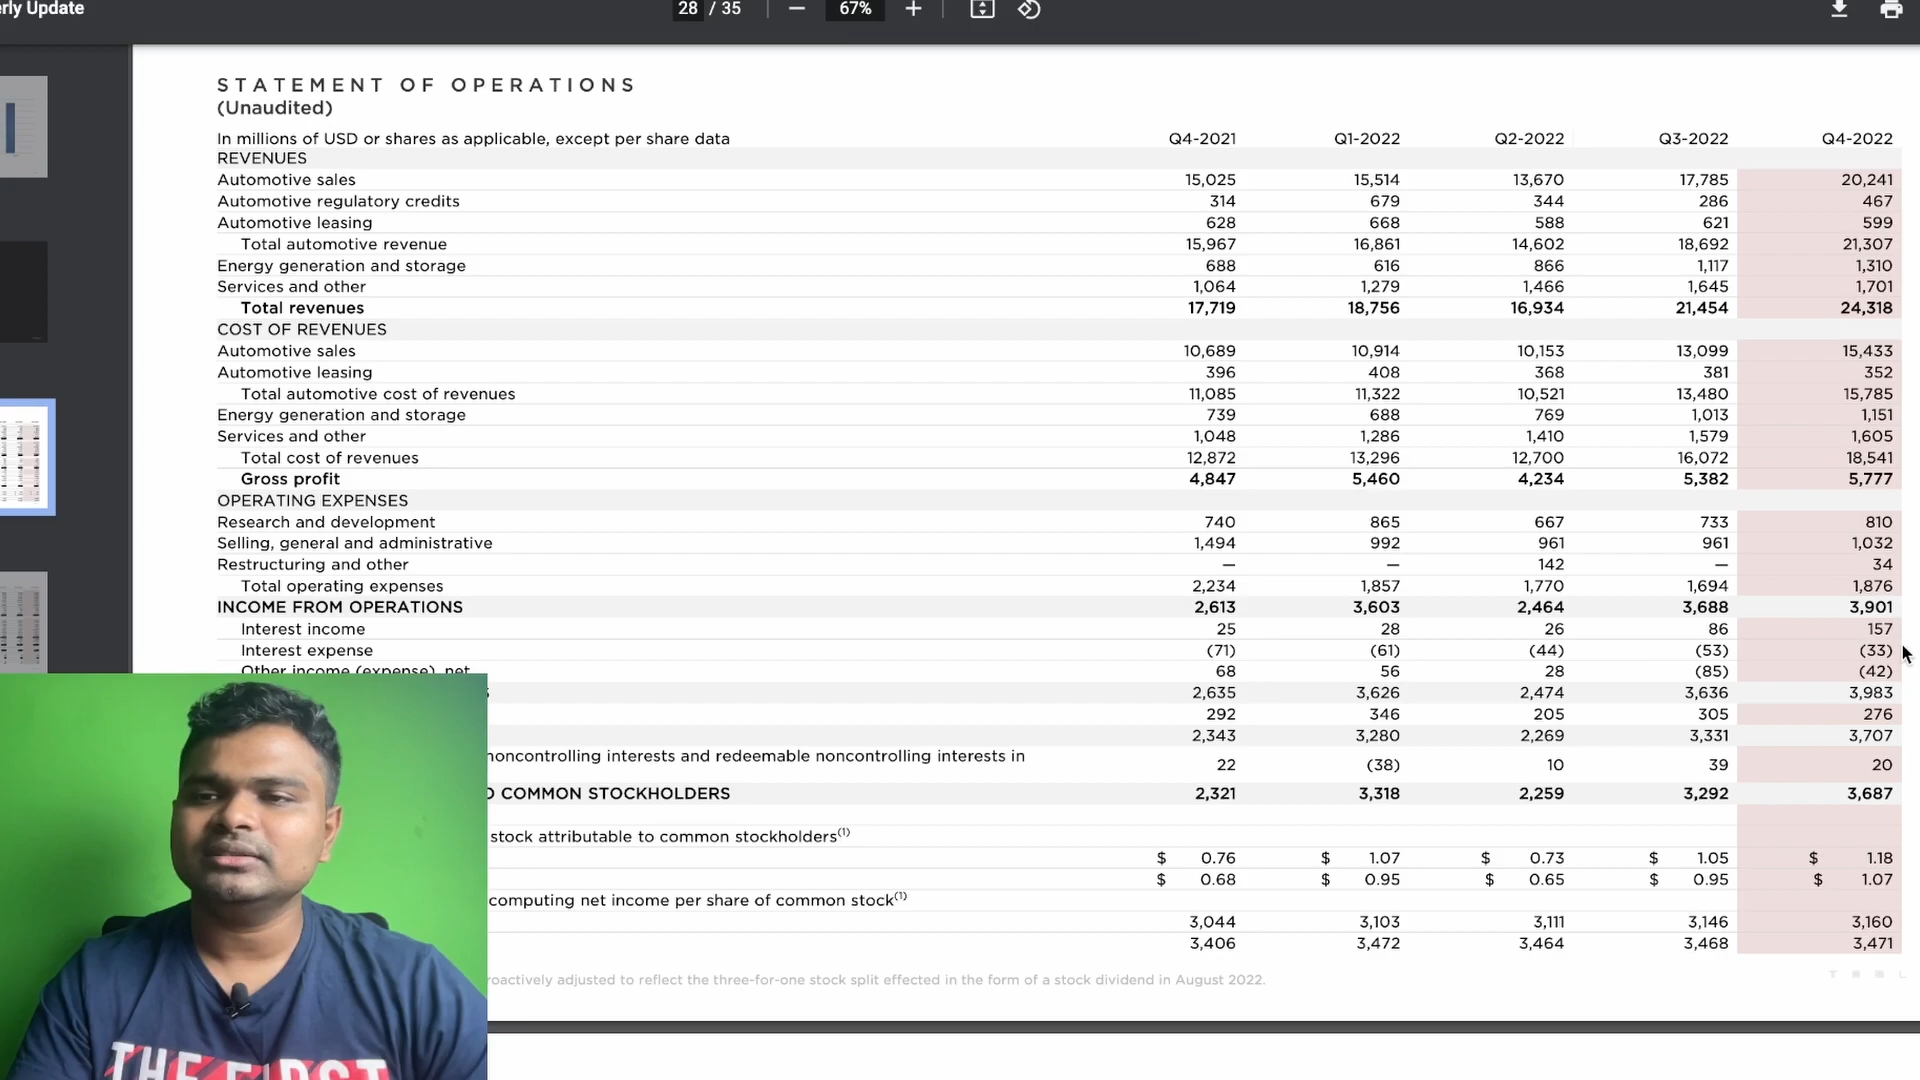 erly Update
28 / 35
67%
STATEMENT OF OPERATIONS
(Unaudited)
In millions of USD or shares as applicable, except per share data Q4-2021 Q1-2022 Q2-2022 Q3-2022 Q4-2022
REVENUES
Automotive sales 15,025 15,514 13,670 17,785 20,241
Automotive regulatory credits 314 679 344 286 467
Automotive leasing 628 668 588 621 599
Total automotive revenue 15,967 16,861 14,602 18,692 21,307
Energy generation and storage 688 616 866 1,117 1,310
Services and other 1,064 1,279 1,466 1,645 1,701
Total revenues 17,719 18,756 16,934 21,454 24,318
COST OF REVENUES
Automotive sales 10,689 10,914 10,153 13,099 15,433
Automotive leasing 396 408 368 381 352
Total automotive cost of revenues 11,085 11,322 10,521 13,480 15,785
Energy generation and storage 739 688 769 1,013 1,151
Services and other 1,048 1,286 1,410 1,579 1,605
Total cost of revenues 12,872 13,296 12,700 16,072 18,541
Gross profit 4,847 5,460 4,234 5,382 5,777
OPERATING EXPENSES
Research and development 740 865 667 733 810
Selling, general and administrative 1,494 992 961 961 1,032
Restructuring and other — — 142 — 34
Total operating expenses 2,234 1,857 1,770 1,694 1,876
INCOME FROM OPERATIONS 2,613 3,603 2,464 3,688 3,901
Interest income 25 28 26 86 157
Interest expense (71) (61) (44) (53) (33)
Other income (expense), net 68 56 28 (85) (42)
2,635 3,626 2,474 3,636 3,983
292 346 205 305 276
2,343 3,280 2,269 3,331 3,707
noncontrolling interests and redeemable noncontrolling interests in
22 (38) 10 39 20
O COMMON STOCKHOLDERS 2,321 3,318 2,259 3,292 3,687
stock attributable to common stockholders(1)
$ 0.76 $ 1.07 $ 0.73 $ 1.05 $ 1.18
$ 0.68 $ 0.95 $ 0.65 $ 0.95 $ 1.07
computing net income per share of common stock(1)
3,044 3,103 3,111 3,146 3,160
3,406 3,472 3,464 3,468 3,471
roactively adjusted to reflect the three-for-one stock split effected in the form of a stock dividend in August 2022.
THE FIRST